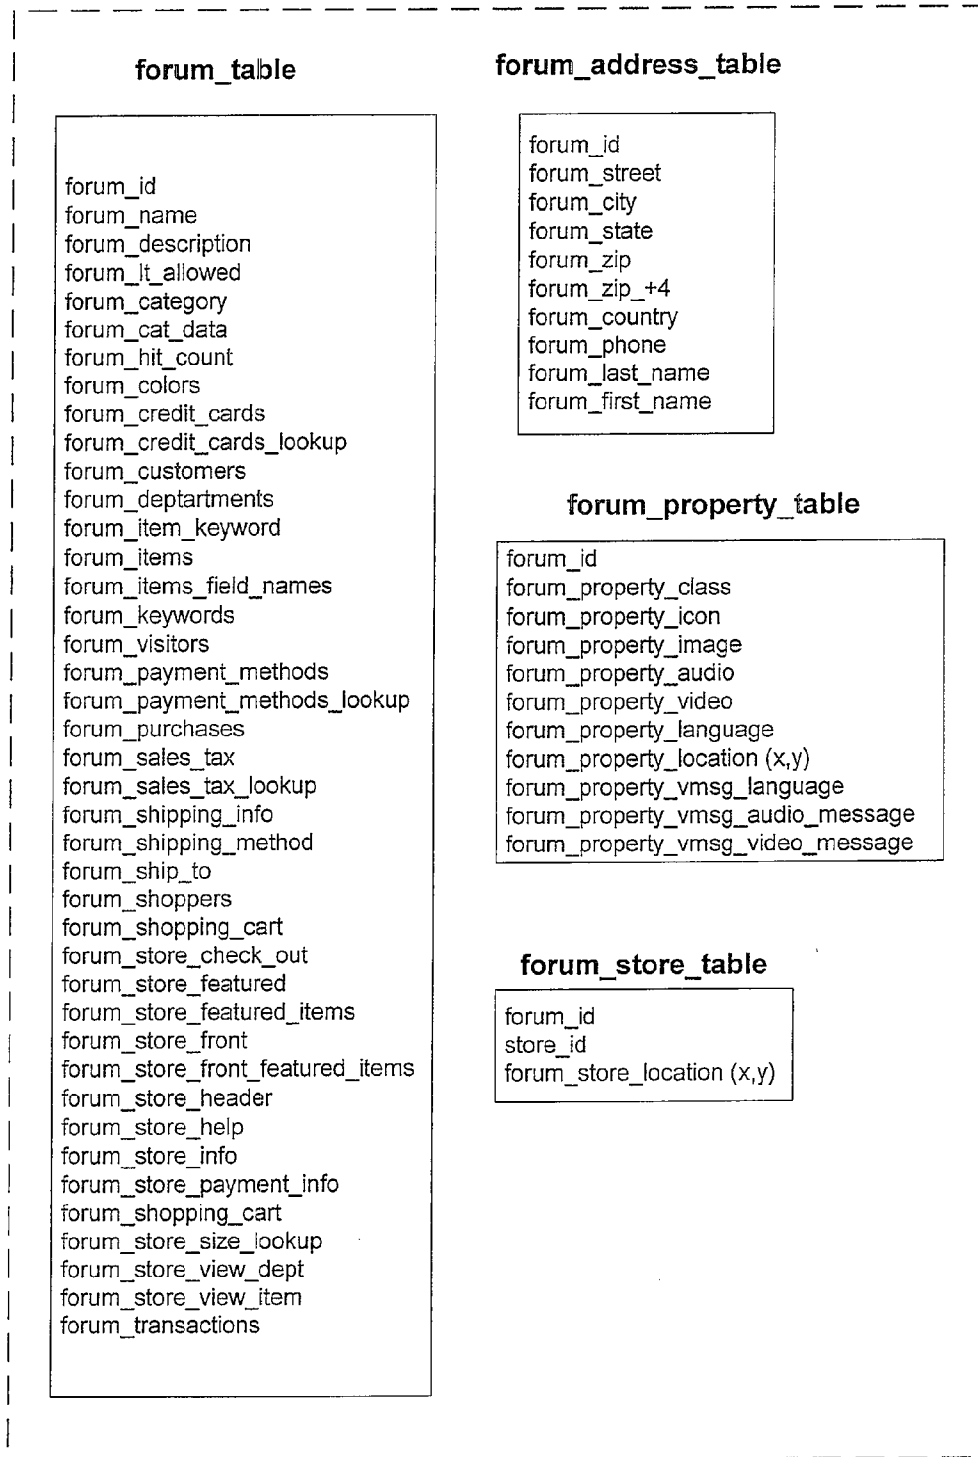 forum_table
forum_id
forum_name
forum_description
forum_lt_allowed
forum_category
forum_cat_data
forum_hit_count
forum_colors
forum_credit_cards
forum_credit_cards_lookup
forum_customers
forum_deptartments
forum_item_keyword
forum_items
forum_items_field_names
forum_keywords
forum_visitors
forum_payment_methods
forum_payment_methods_lookup
forum_purchases
forum_sales_tax
forum_sales_tax_lookup
forum_shipping_info
forum_shipping_method
forum_ship_to
forum_shoppers
forum_shopping_cart
forum_store_check_out
forum_store_featured
forum_store_featured_items
forum_store_front
forum_store_front_featured_items
forum_store_header
forum_store_help
forum_store_info
forum_store_payment_info
forum_shopping_cart
forum_store_size_lookup
forum_store_view_dept
forum_store_view_item
forum_transactions
forum_address_table
forum_id
forum_street
forum_city
forum_state
forum_zip
forum_zip_+4
forum_country
forum_phone
forum_last_name
forum_first_name
forum_property_table
forum_id
forum_property_class
forum_property_icon
forum_property_image
forum_property_audio
forum_property_video
forum_property_language
forum_property_location (x,y)
forum_property_vmsg_language
forum_property_vmsg_audio_message
forum_property_vmsg_video_message
forum_store_table
forum_id
store_id
forum_store_location (x,y)